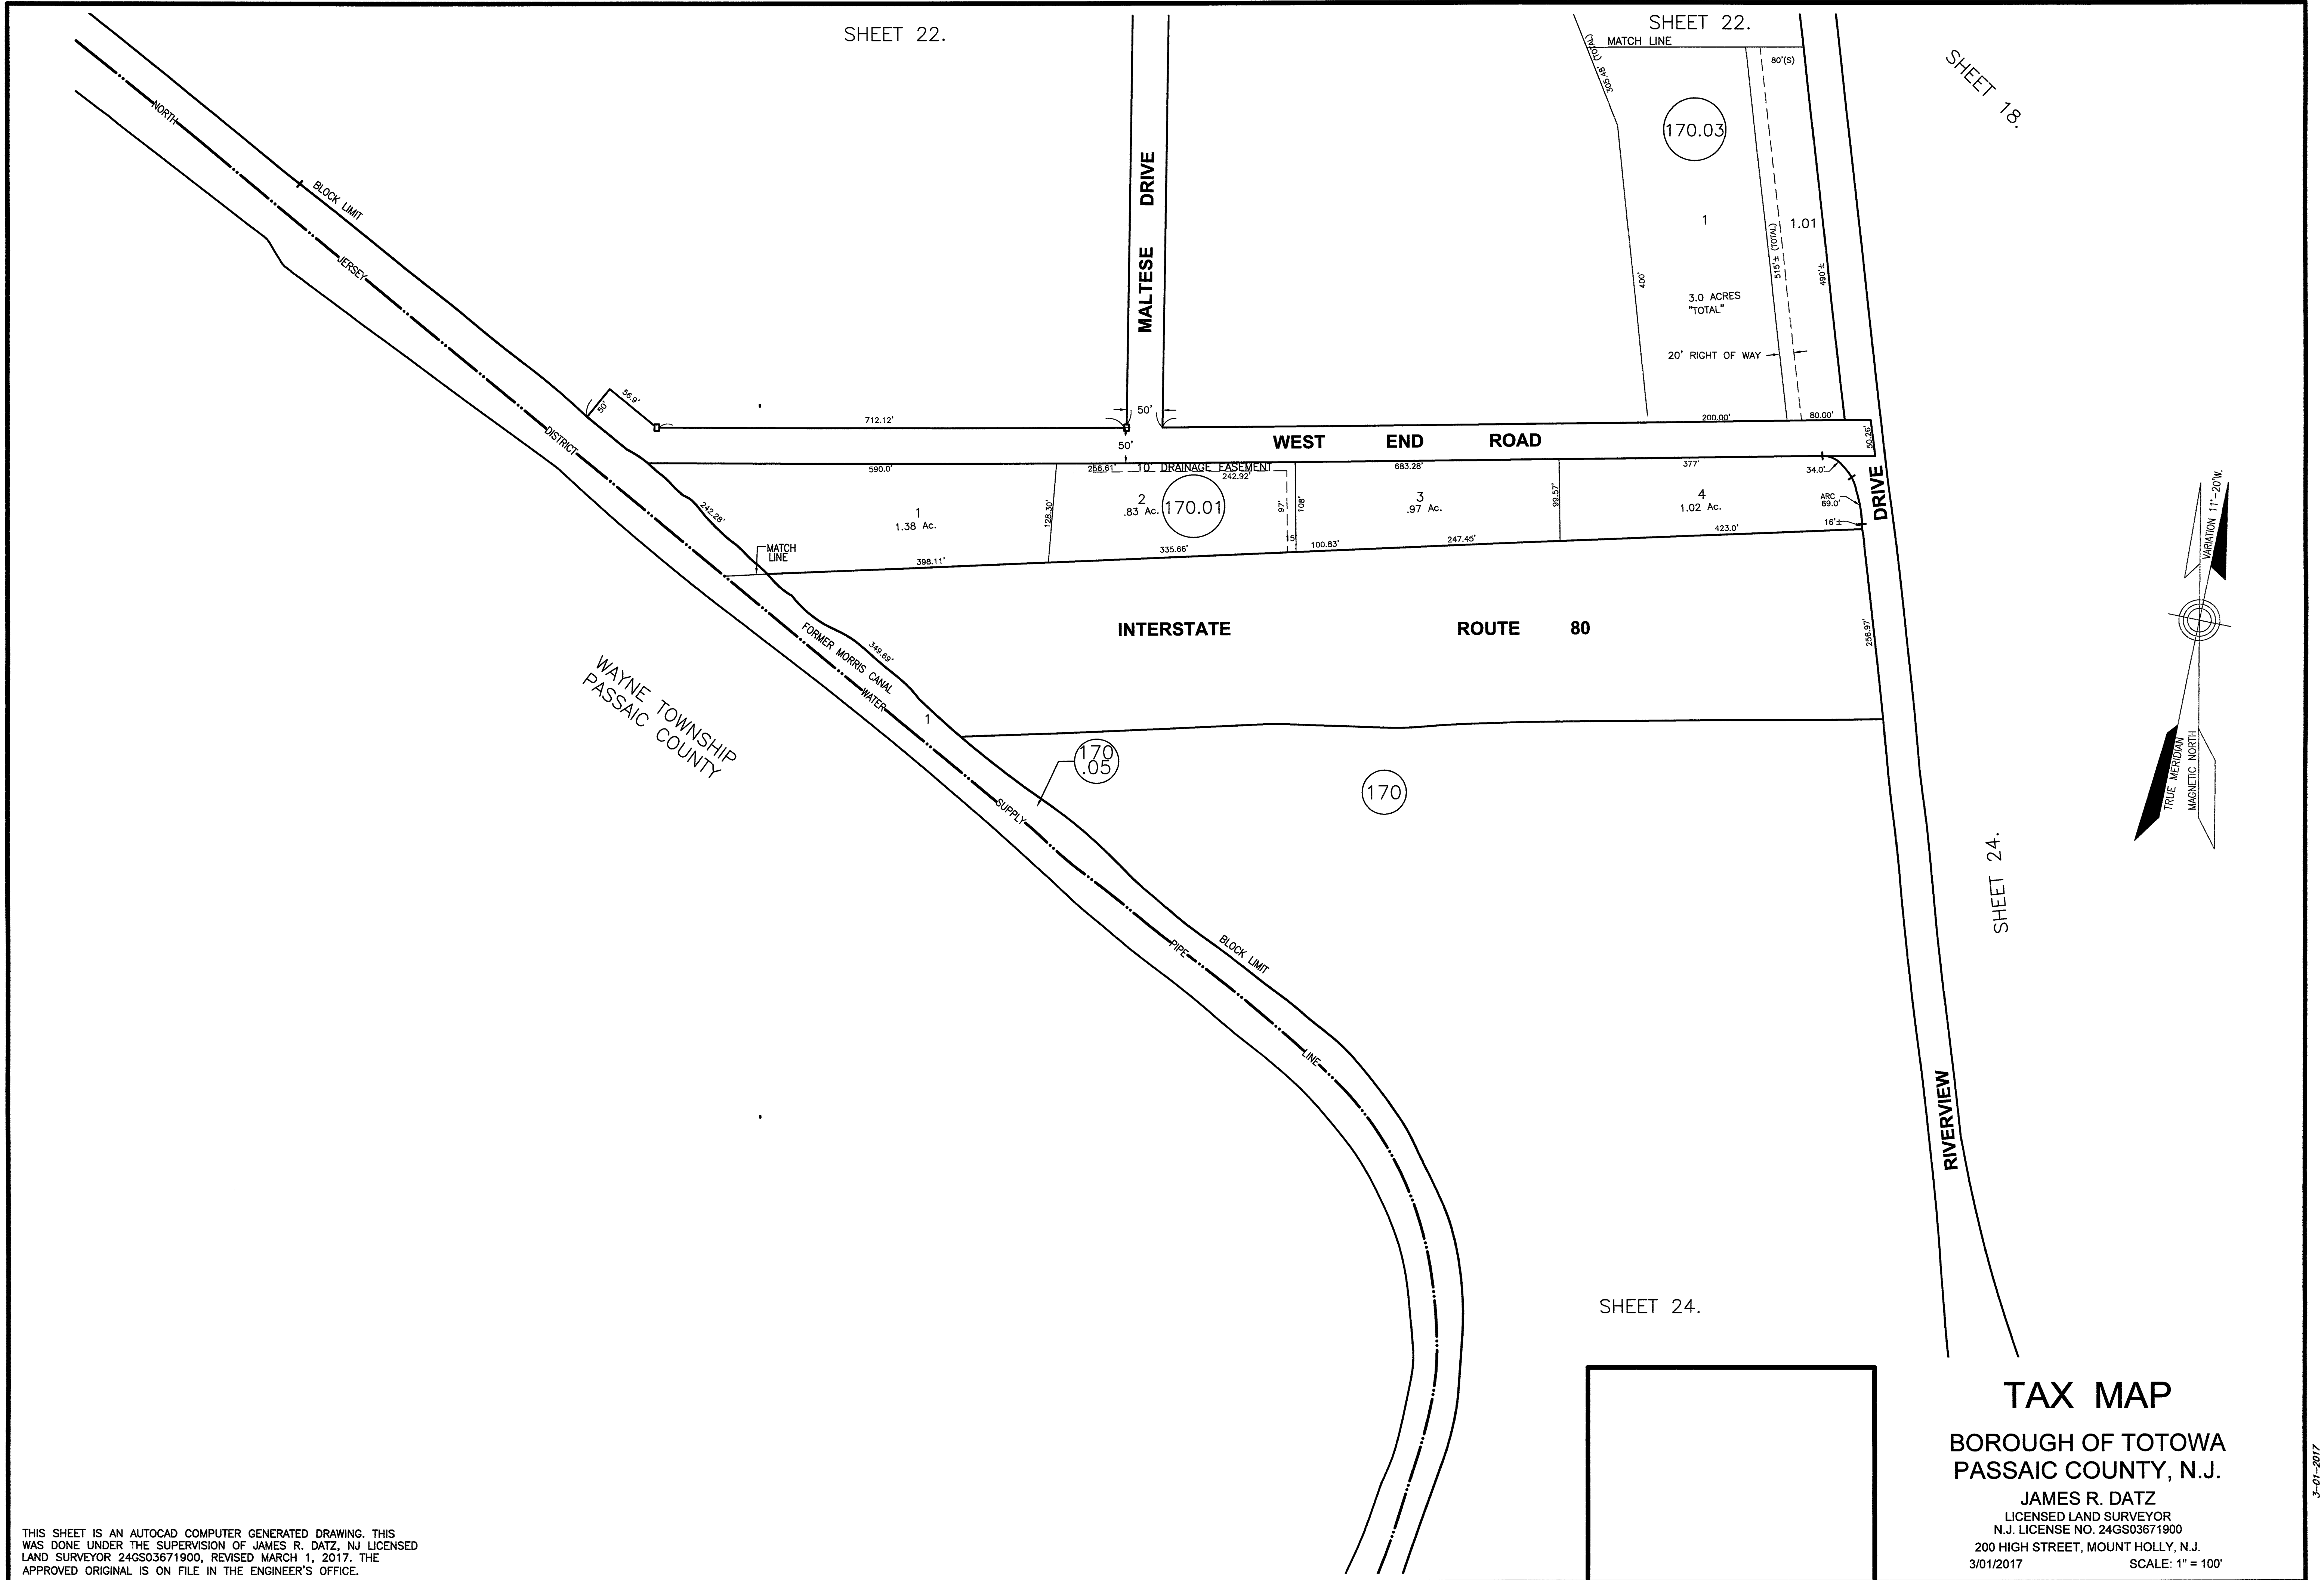 SHEET 22.
SHEET 22.
MATCH LINE
305.48' (TOTAL)
80'(S)
SHEET 18.
170.03
1
1.01
515'± (TOTAL)
490'±
400'
3.0 ACRES
"TOTAL"
20' RIGHT OF WAY
200.00'
80.00'
NORTH
JERSEY
DISTRICT
WATER
SUPPLY
PIPE
LINE
BLOCK LIMIT
MALTESE DRIVE
50'
56.9'
712.12'
50'
50'
WEST END ROAD
50.26'
590.0'
256.61'
10' DRAINAGE EASEMENT
242.92'
683.28'
377'
34.0'
ARC
69.0'
16'±
DRIVE
242.28'
1
1.38 Ac.
128.30'
2
.83 Ac.
170.01
97'
108'
15'
3
.97 Ac.
99.57'
4
1.02 Ac.
423.0'
MATCH
LINE
398.11'
335.66'
100.83'
247.45'
INTERSTATE ROUTE 80
256.97'
FORMER MORRIS CANAL
349.69'
1
WAYNE TOWNSHIP
PASSAIC COUNTY
170
.05
170
VARIATION 11°-20'W.
TRUE MERIDIAN
MAGNETIC NORTH
SHEET 24.
BLOCK LIMIT
RIVERVIEW
SHEET 24.
TAX MAP
BOROUGH OF TOTOWA
PASSAIC COUNTY, N.J.
JAMES R. DATZ
LICENSED LAND SURVEYOR
N.J. LICENSE NO. 24GS03671900
200 HIGH STREET, MOUNT HOLLY, N.J.
3/01/2017 SCALE: 1" = 100'
3-01-2017
THIS SHEET IS AN AUTOCAD COMPUTER GENERATED DRAWING. THIS
WAS DONE UNDER THE SUPERVISION OF JAMES R. DATZ, NJ LICENSED
LAND SURVEYOR 24GS03671900, REVISED MARCH 1, 2017. THE
APPROVED ORIGINAL IS ON FILE IN THE ENGINEER'S OFFICE.